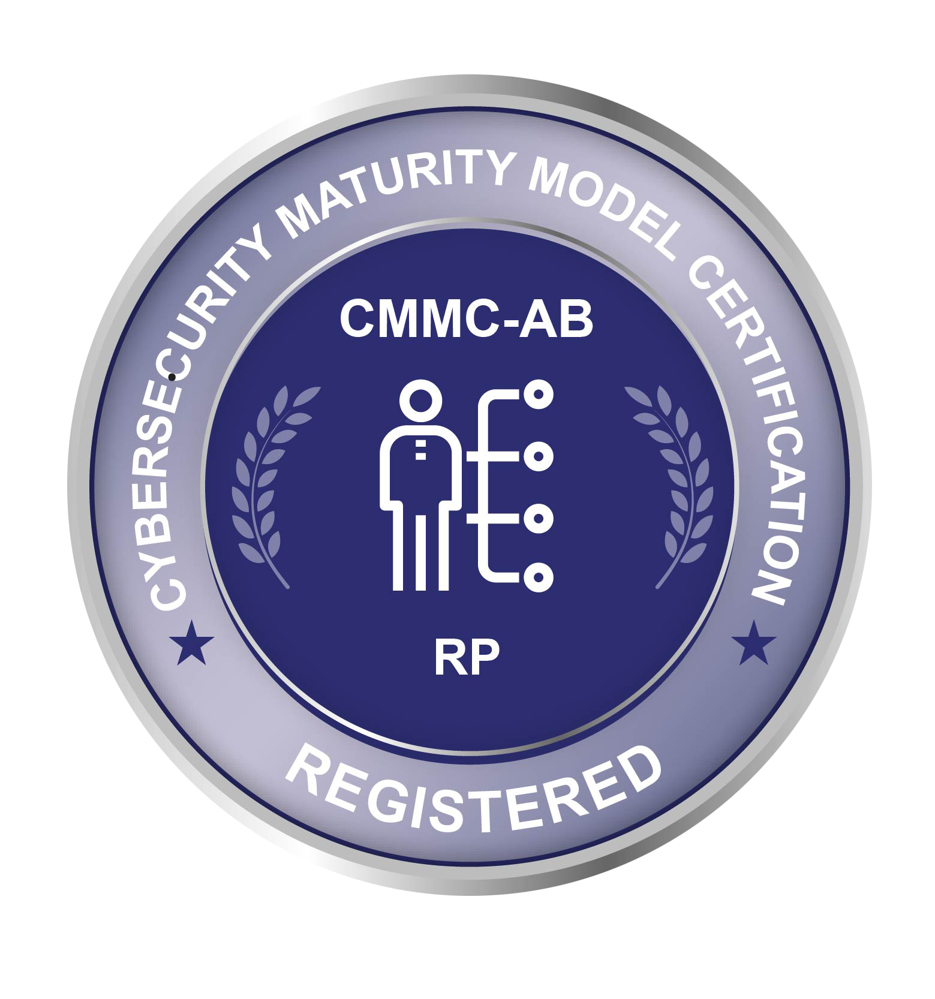 CYBERSECURITY MATURITY MODEL CERTIFICATION
CMMC-AB
RP
REGISTERED